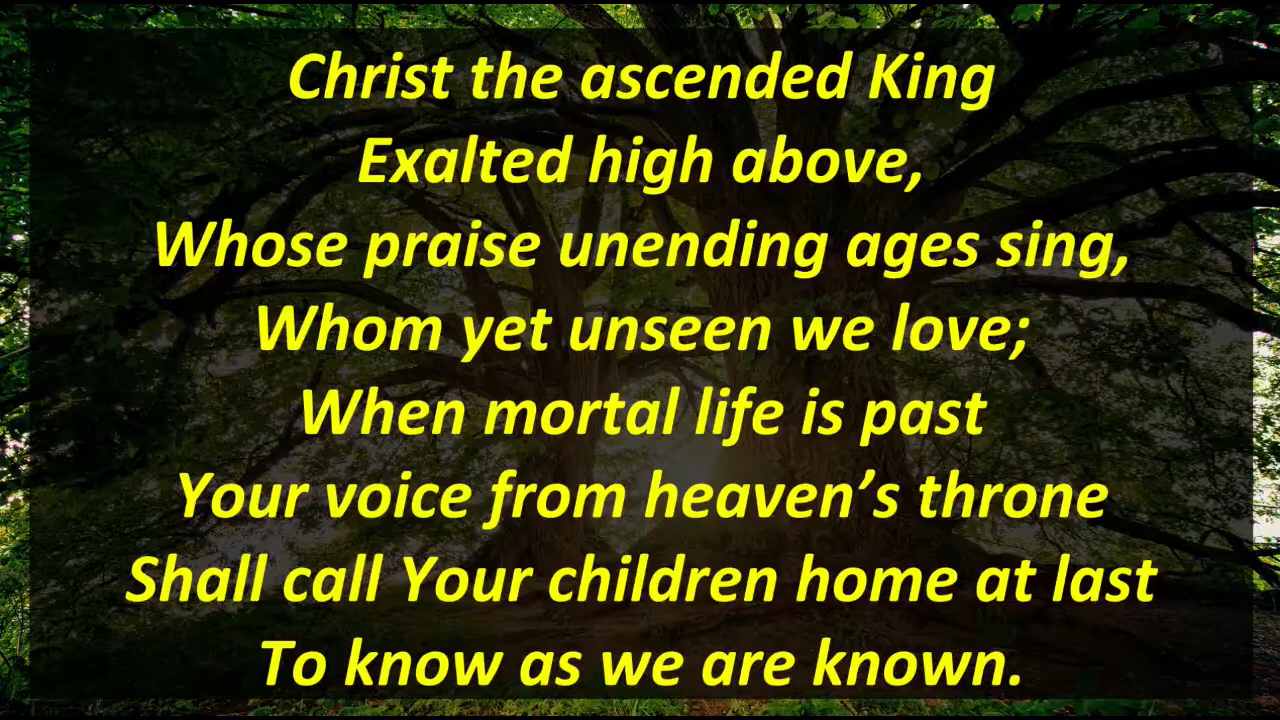 Christ the ascended King
Exalted high above,
Whose praise unending ages sing,
Whom yet unseen we love;
When mortal life is past
Your voice from heaven’s throne
Shall call Your children home at last
To know as we are known.